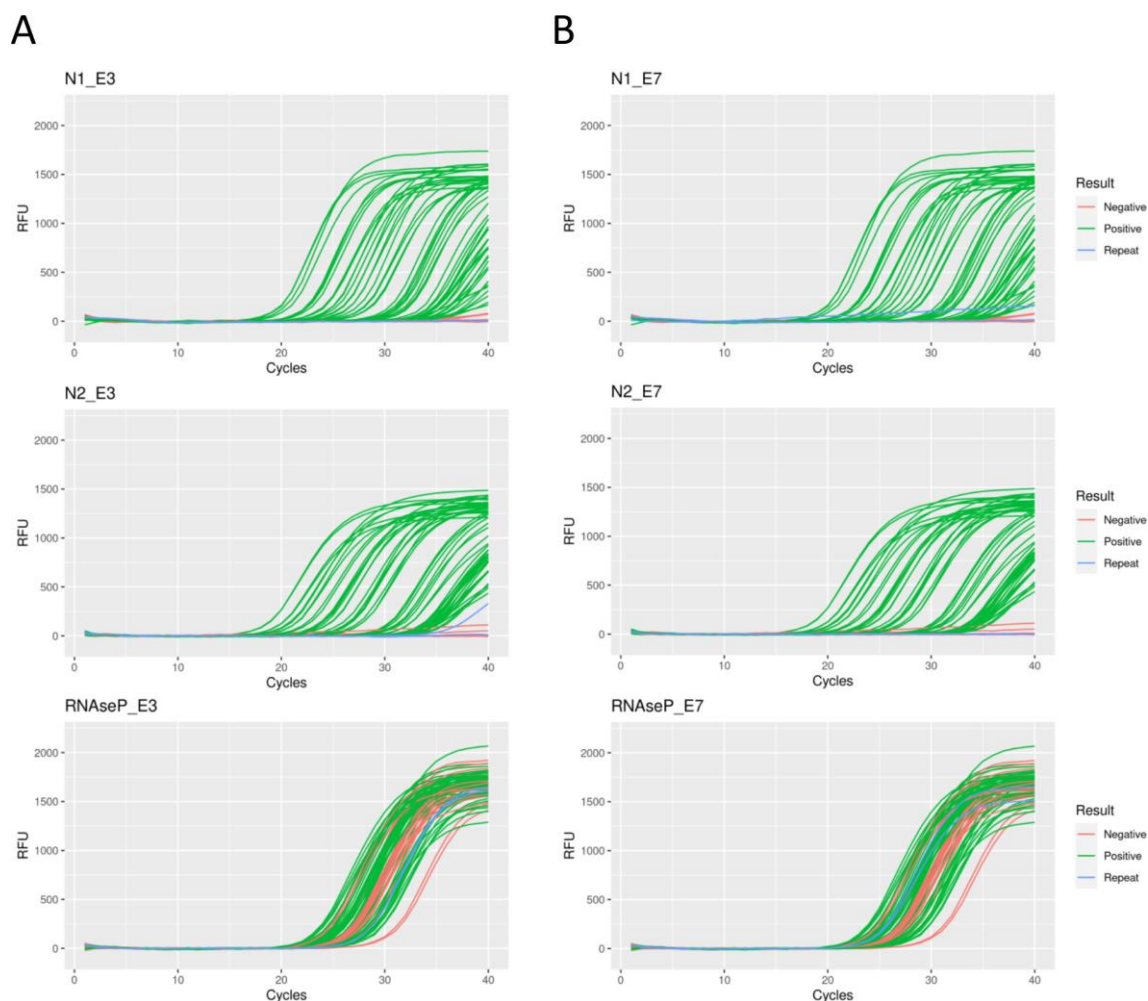 A
B
N1_E3
2000
1500
1000
500
0
RFU
0
10
20
30
40
Cycles
N1_E7
2000
1500
1000
500
0
RFU
0
10
20
30
40
Cycles
Result
Negative
Positive
Repeat
N2_E3
2000
1500
1000
500
0
RFU
0
10
20
30
40
Cycles
N2_E7
2000
1500
1000
500
0
RFU
0
10
20
30
40
Cycles
Result
Negative
Positive
Repeat
RNAseP_E3
2000
1500
1000
500
0
RFU
0
10
20
30
40
Cycles
RNAseP_E7
2000
1500
1000
500
0
RFU
0
10
20
30
40
Cycles
Result
Negative
Positive
Repeat